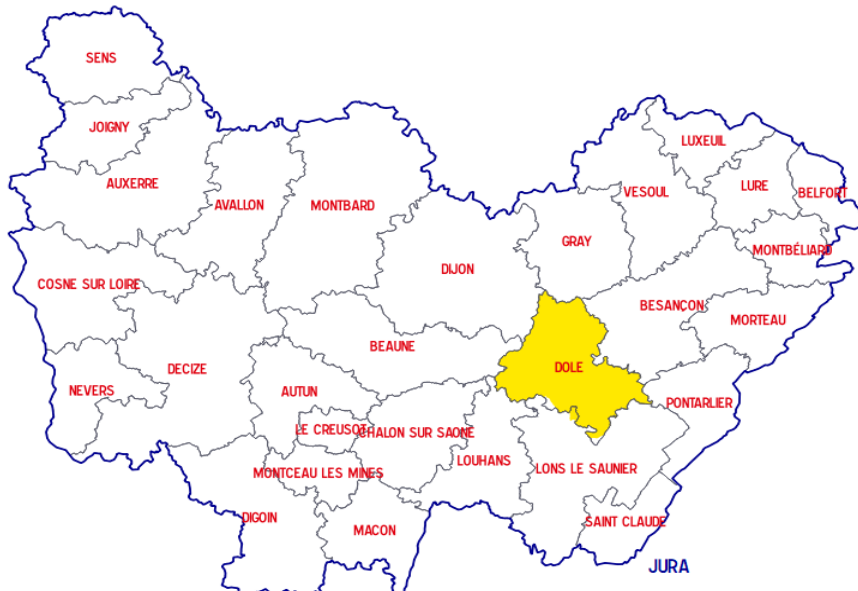 SENS
JOIGNY
LUXEUIL
AUXERRE
LURE
VESOUL
BELFORT
AVALLON
MONTBARD
GRAY
MONTBÉLIARD
DIJON
COSNE SUR LOIRE
BESANÇON
MORTEAU
BEAUNE
DECIZE
DOLE
NEVERS
AUTUN
PONTARLIER
LE CREUSOT
CHALON SUR SAONE
LOUHANS
LONS LE SAUNIER
MONTCEAU LES MINES
DIGOIN
SAINT CLAUDE
MACON
JURA